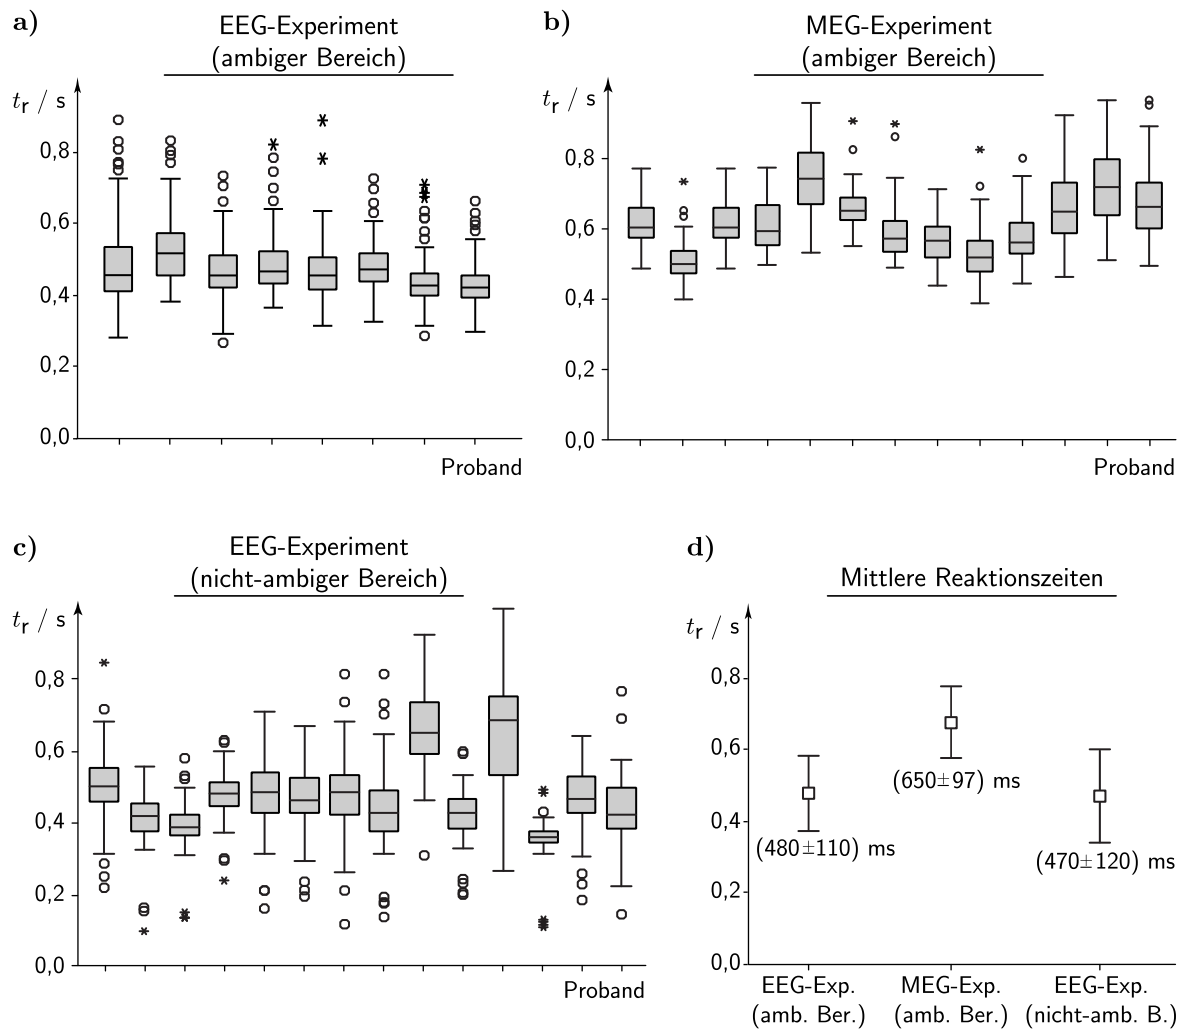 a)
EEG-Experiment
(ambiger Bereich)
tr / s
0,8
0,6
0,4
0,2
0,0
Proband
b)
MEG-Experiment
(ambiger Bereich)
tr / s
0,8
0,6
0,4
0,2
0,0
Proband
c)
EEG-Experiment
(nicht-ambiger Bereich)
tr / s
0,8
0,6
0,4
0,2
0,0
Proband
d)
Mittlere Reaktionszeiten
tr / s
0,8
0,6
0,4
0,2
0,0
(480±110) ms
(650±97) ms
(470±120) ms
EEG-Exp.
(amb. Ber.)
MEG-Exp.
(amb. Ber.)
EEG-Exp.
(nicht-amb. B.)